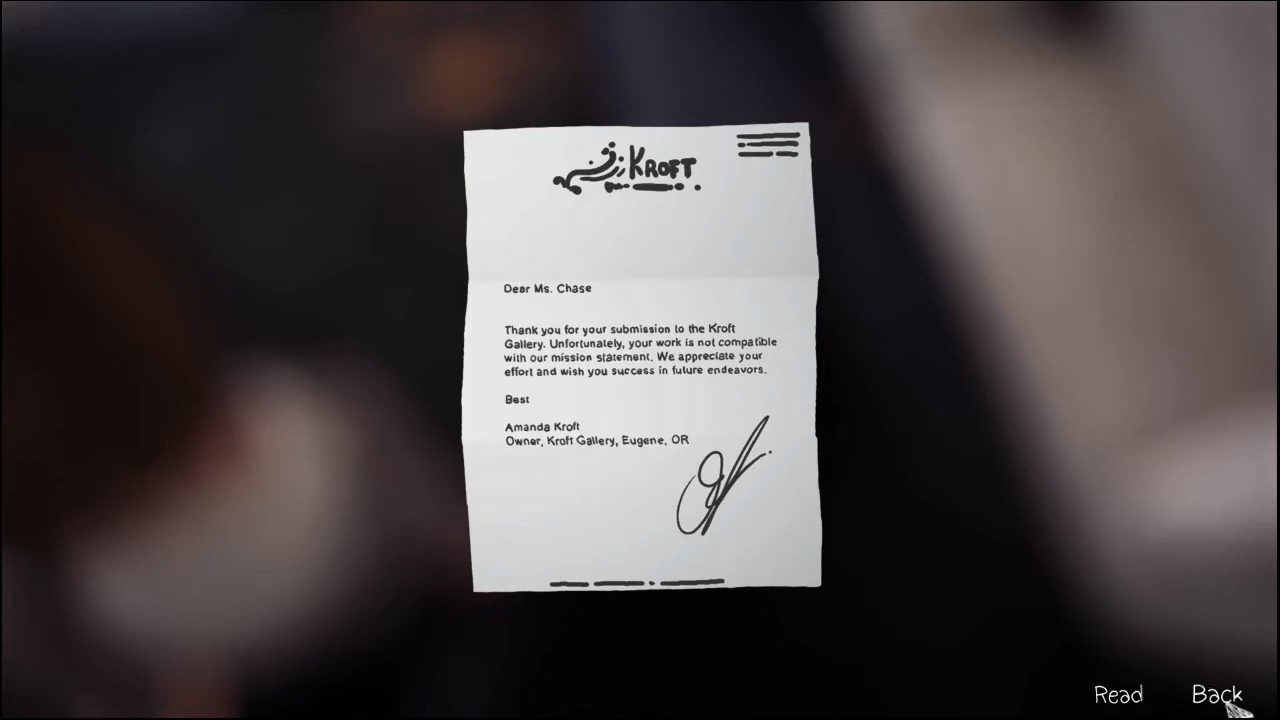 KROFT
Dear Ms. Chase
Thank you for your submission to the Kroft
Gallery. Unfortunately, your work is not compatible
with our mission statement. We appreciate your
effort and wish you success in future endeavors.
Best
Amanda Kroft
Owner, Kroft Gallery, Eugene, OR
Read
Back